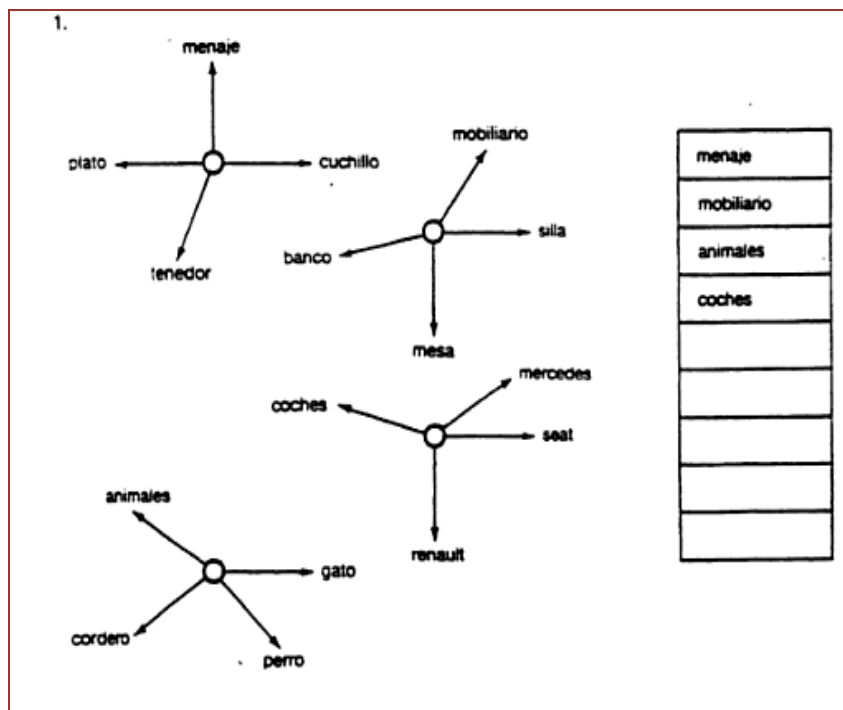 1.
menaje
plato
cuchillo
tenedor
mobiliario
banco
silla
mesa
coches
mercedes
seat
renault
animales
gato
cordero
perro
menaje
mobiliario
animales
coches